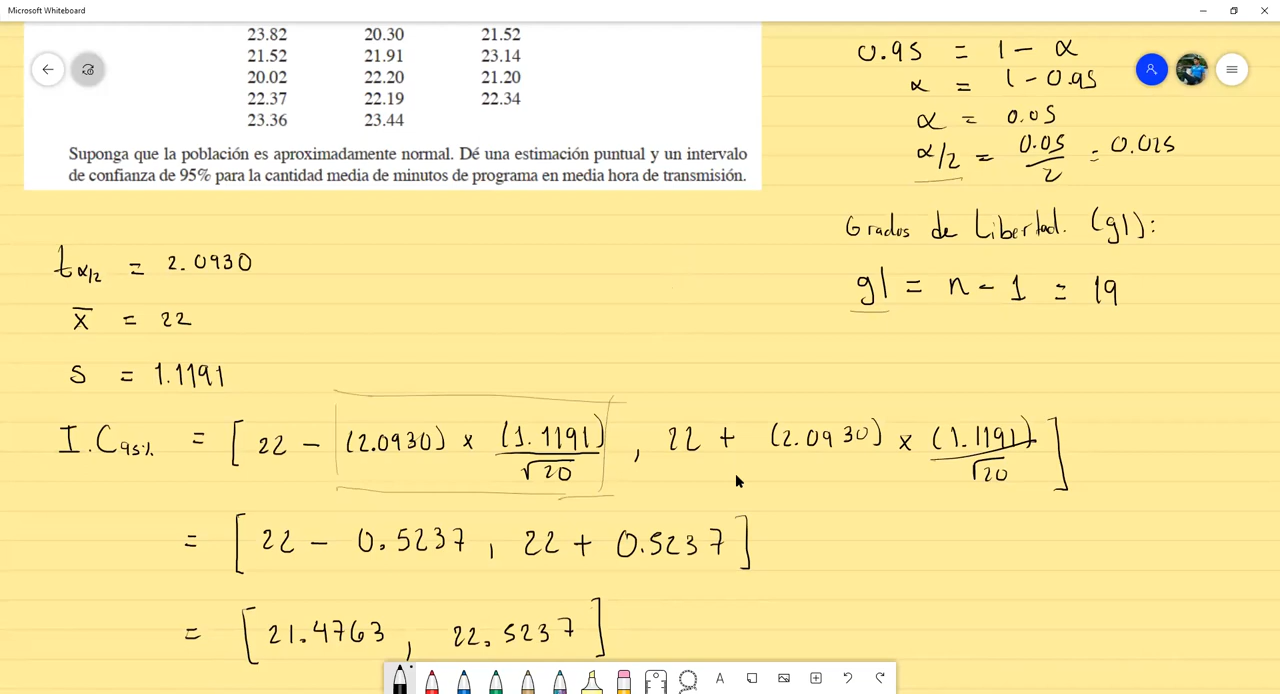 Microsoft Whiteboard
23.82 20.30 21.52
21.52 21.91 23.14
20.02 22.20 21.20
22.37 22.19 22.34
23.36 23.44
Suponga que la población es aproximadamente normal. Dé una estimación puntual y un intervalo
de confianza de 95% para la cantidad media de minutos de programa en media hora de transmisión.
0.95 = 1 - α
α = 1 - 0.95
α = 0.05
α/2 = 0.05/2 = 0.025
Grados de Libertad. (gl):
gl = n - 1 = 19
t α/2 = 2.0930
x̄ = 22
s = 1.1191
I.C 95% = [ 22 - (2.0930) x (1.1191)/√20 , 22 + (2.0930) x (1.1191)/√20 ]
= [ 22 - 0.5237 , 22 + 0.5237 ]
= [ 21.4763 , 22.5237 ]
A